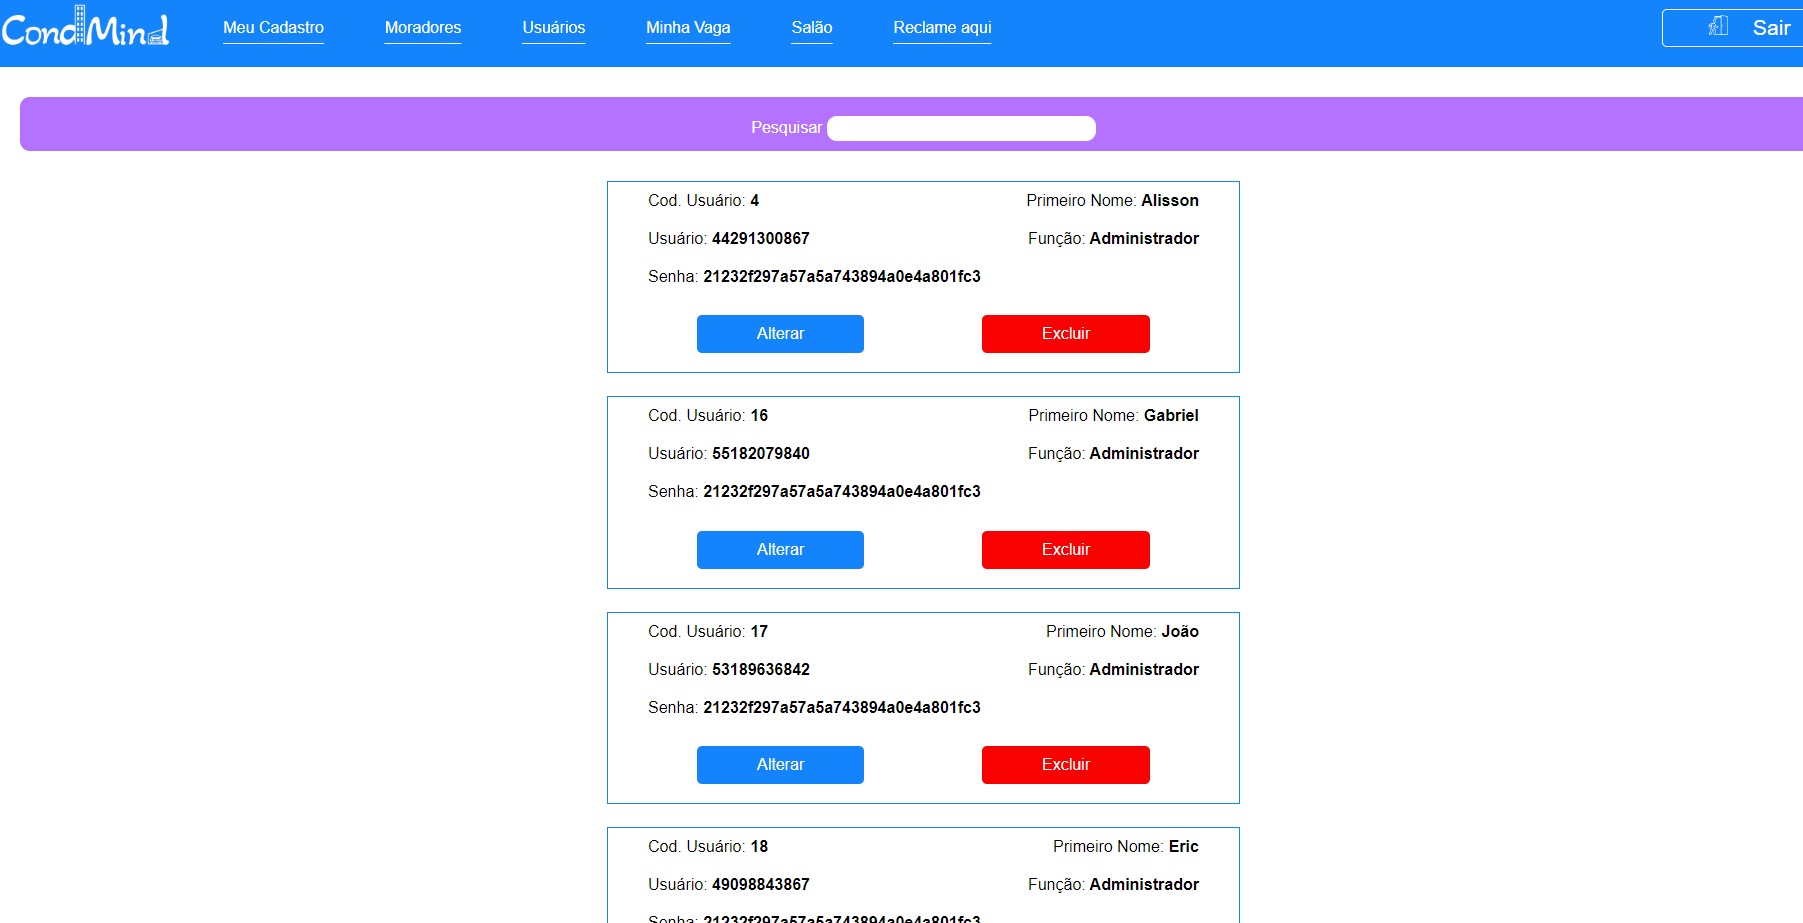 CondMind
Meu Cadastro Moradores Usuários Minha Vaga Salão Reclame aqui Sair
Pesquisar
Cod. Usuário: 4 Primeiro Nome: Alisson
Usuário: 44291300867 Função: Administrador
Senha: 21232f297a57a5a743894a0e4a801fc3
Alterar Excluir
Cod. Usuário: 16 Primeiro Nome: Gabriel
Usuário: 55182079840 Função: Administrador
Senha: 21232f297a57a5a743894a0e4a801fc3
Alterar Excluir
Cod. Usuário: 17 Primeiro Nome: João
Usuário: 53189636842 Função: Administrador
Senha: 21232f297a57a5a743894a0e4a801fc3
Alterar Excluir
Cod. Usuário: 18 Primeiro Nome: Eric
Usuário: 49098843867 Função: Administrador
Senha: 21232f297a57a5a743894a0e4a801fc3